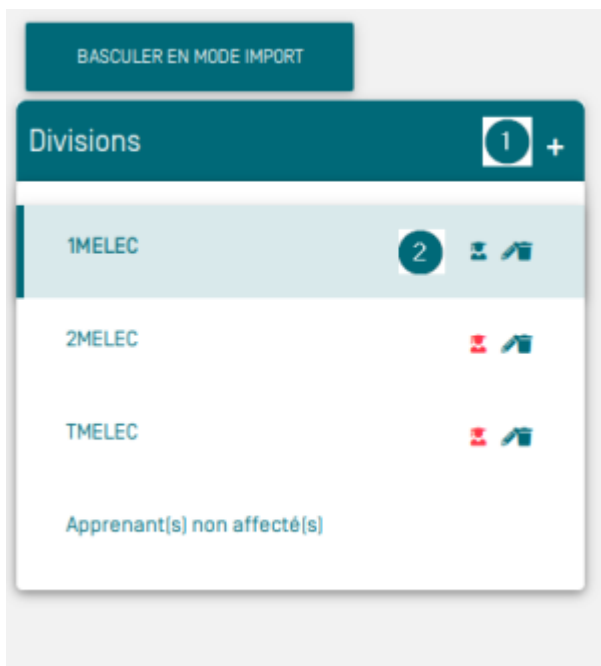 BASCULER EN MODE IMPORT
Divisions 1 +
1MELEC 2
2MELEC
TMELEC
Apprenant(s) non affecté(s)